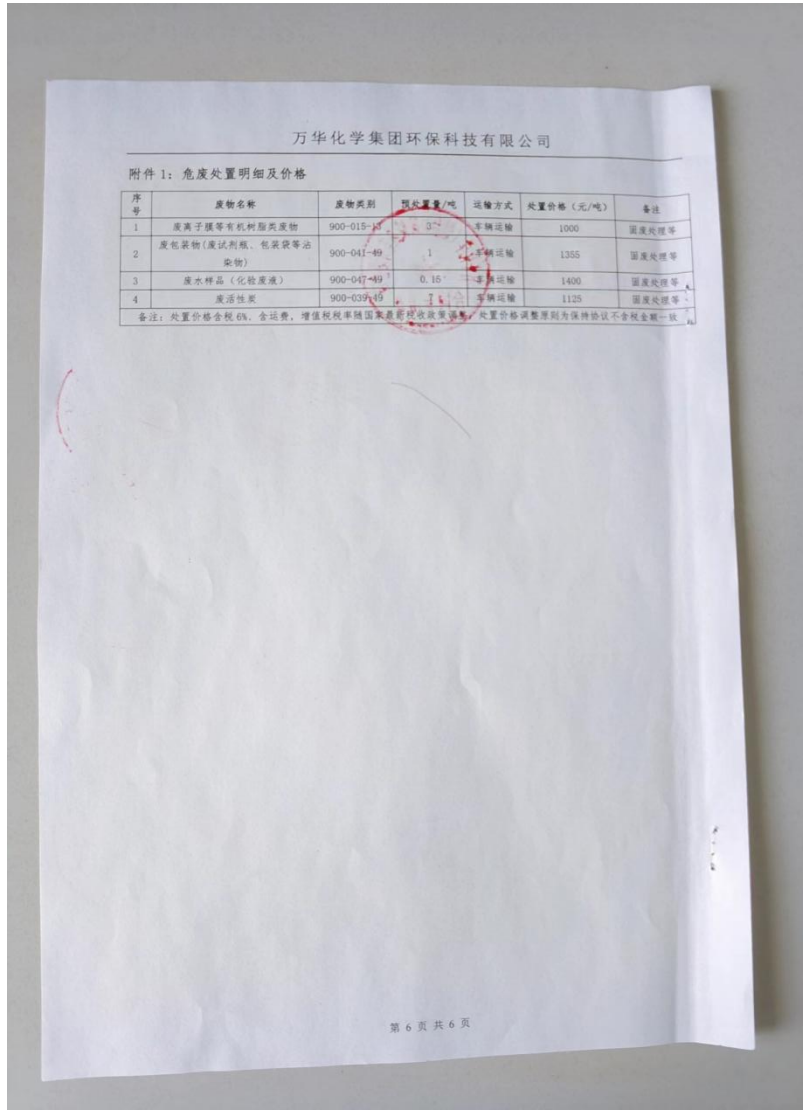 万华化学集团环保科技有限公司
附件 1: 危废处置明细及价格
序号 废物名称 废物类别 预处置量/吨 运输方式 处置价格（元/吨） 备注
1 废离子膜等有机树脂类废物 900-015-13 3 车辆运输 1000 固废处理等
2 废包装物(废试剂瓶、包装袋等沾染物) 900-041-49 1 车辆运输 1355 固废处理等
3 废水样品（化验废液） 900-047-49 0.15 车辆运输 1400 固废处理等
4 废活性炭 900-039-49 车辆运输 1125 固废处理等
备注: 处置价格含税 6%、含运费, 增值税税率随国家最新税收政策调整, 处置价格调整原则为保持协议不含税金额一致
第 6 页 共 6 页